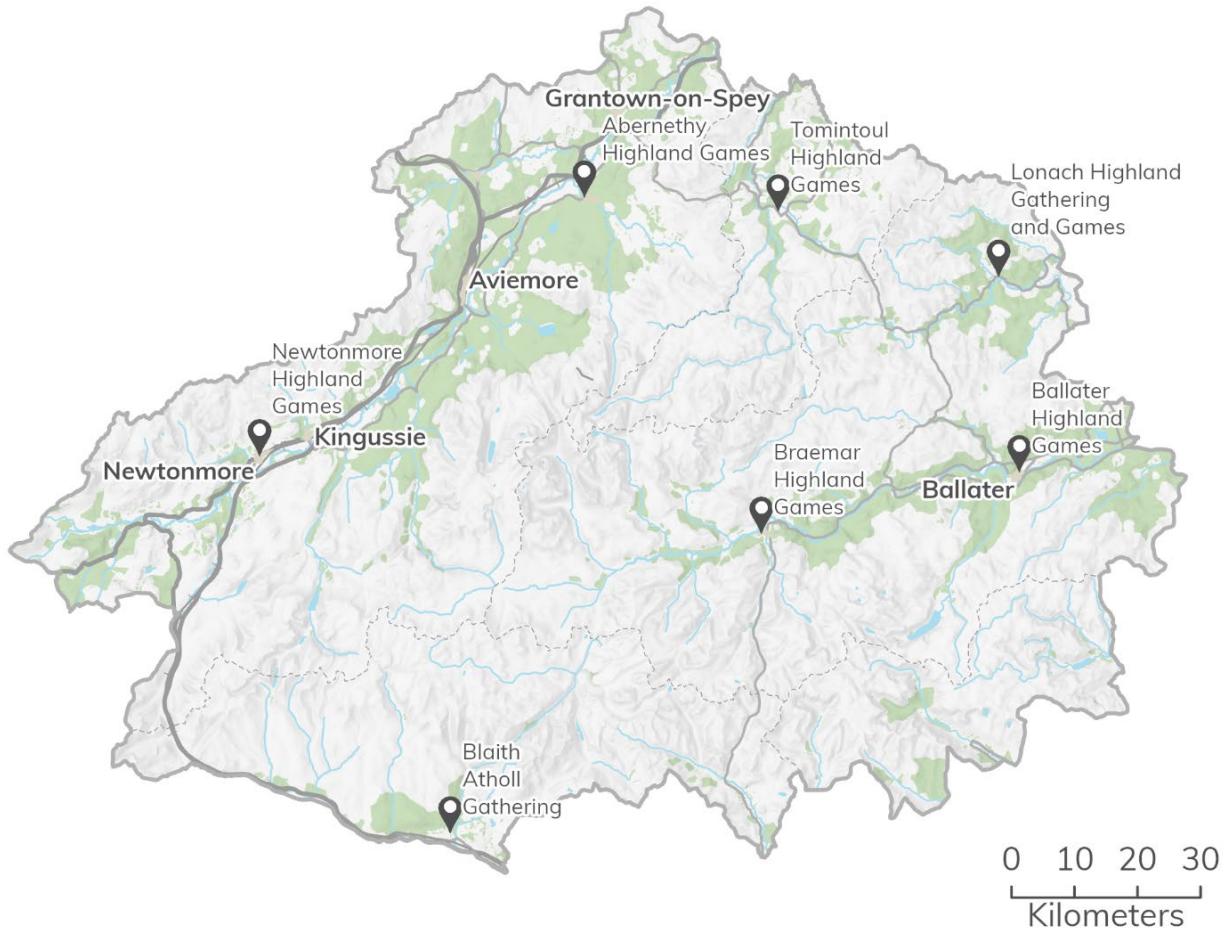 Grantown-on-Spey
Abernethy
Highland Games
Tomintoul
Highland
Games
Lonach Highland
Gathering
and Games
Aviemore
Newtonmore
Highland
Games
Kingussie
Newtonmore
Ballater
Highland
Games
Braemar
Highland
Games
Ballater
Blaith
Atholl
Gathering
0 10 20 30
Kilometers